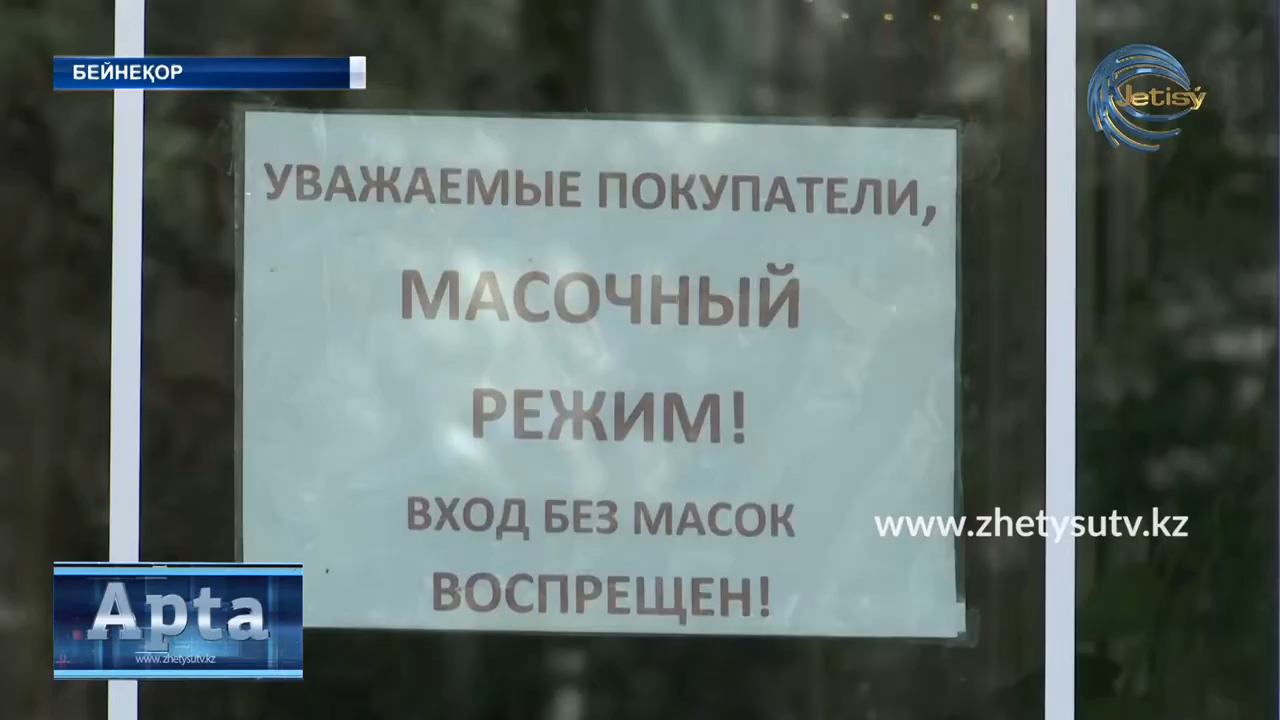 БЕЙНЕҚОР
Jetisý
УВАЖАЕМЫЕ ПОКУПАТЕЛИ,
МАСОЧНЫЙ
РЕЖИМ!
ВХОД БЕЗ МАСОК
ВОСПРЕЩЕН!
www.zhetysutv.kz
Apta
www.zhetysutv.kz